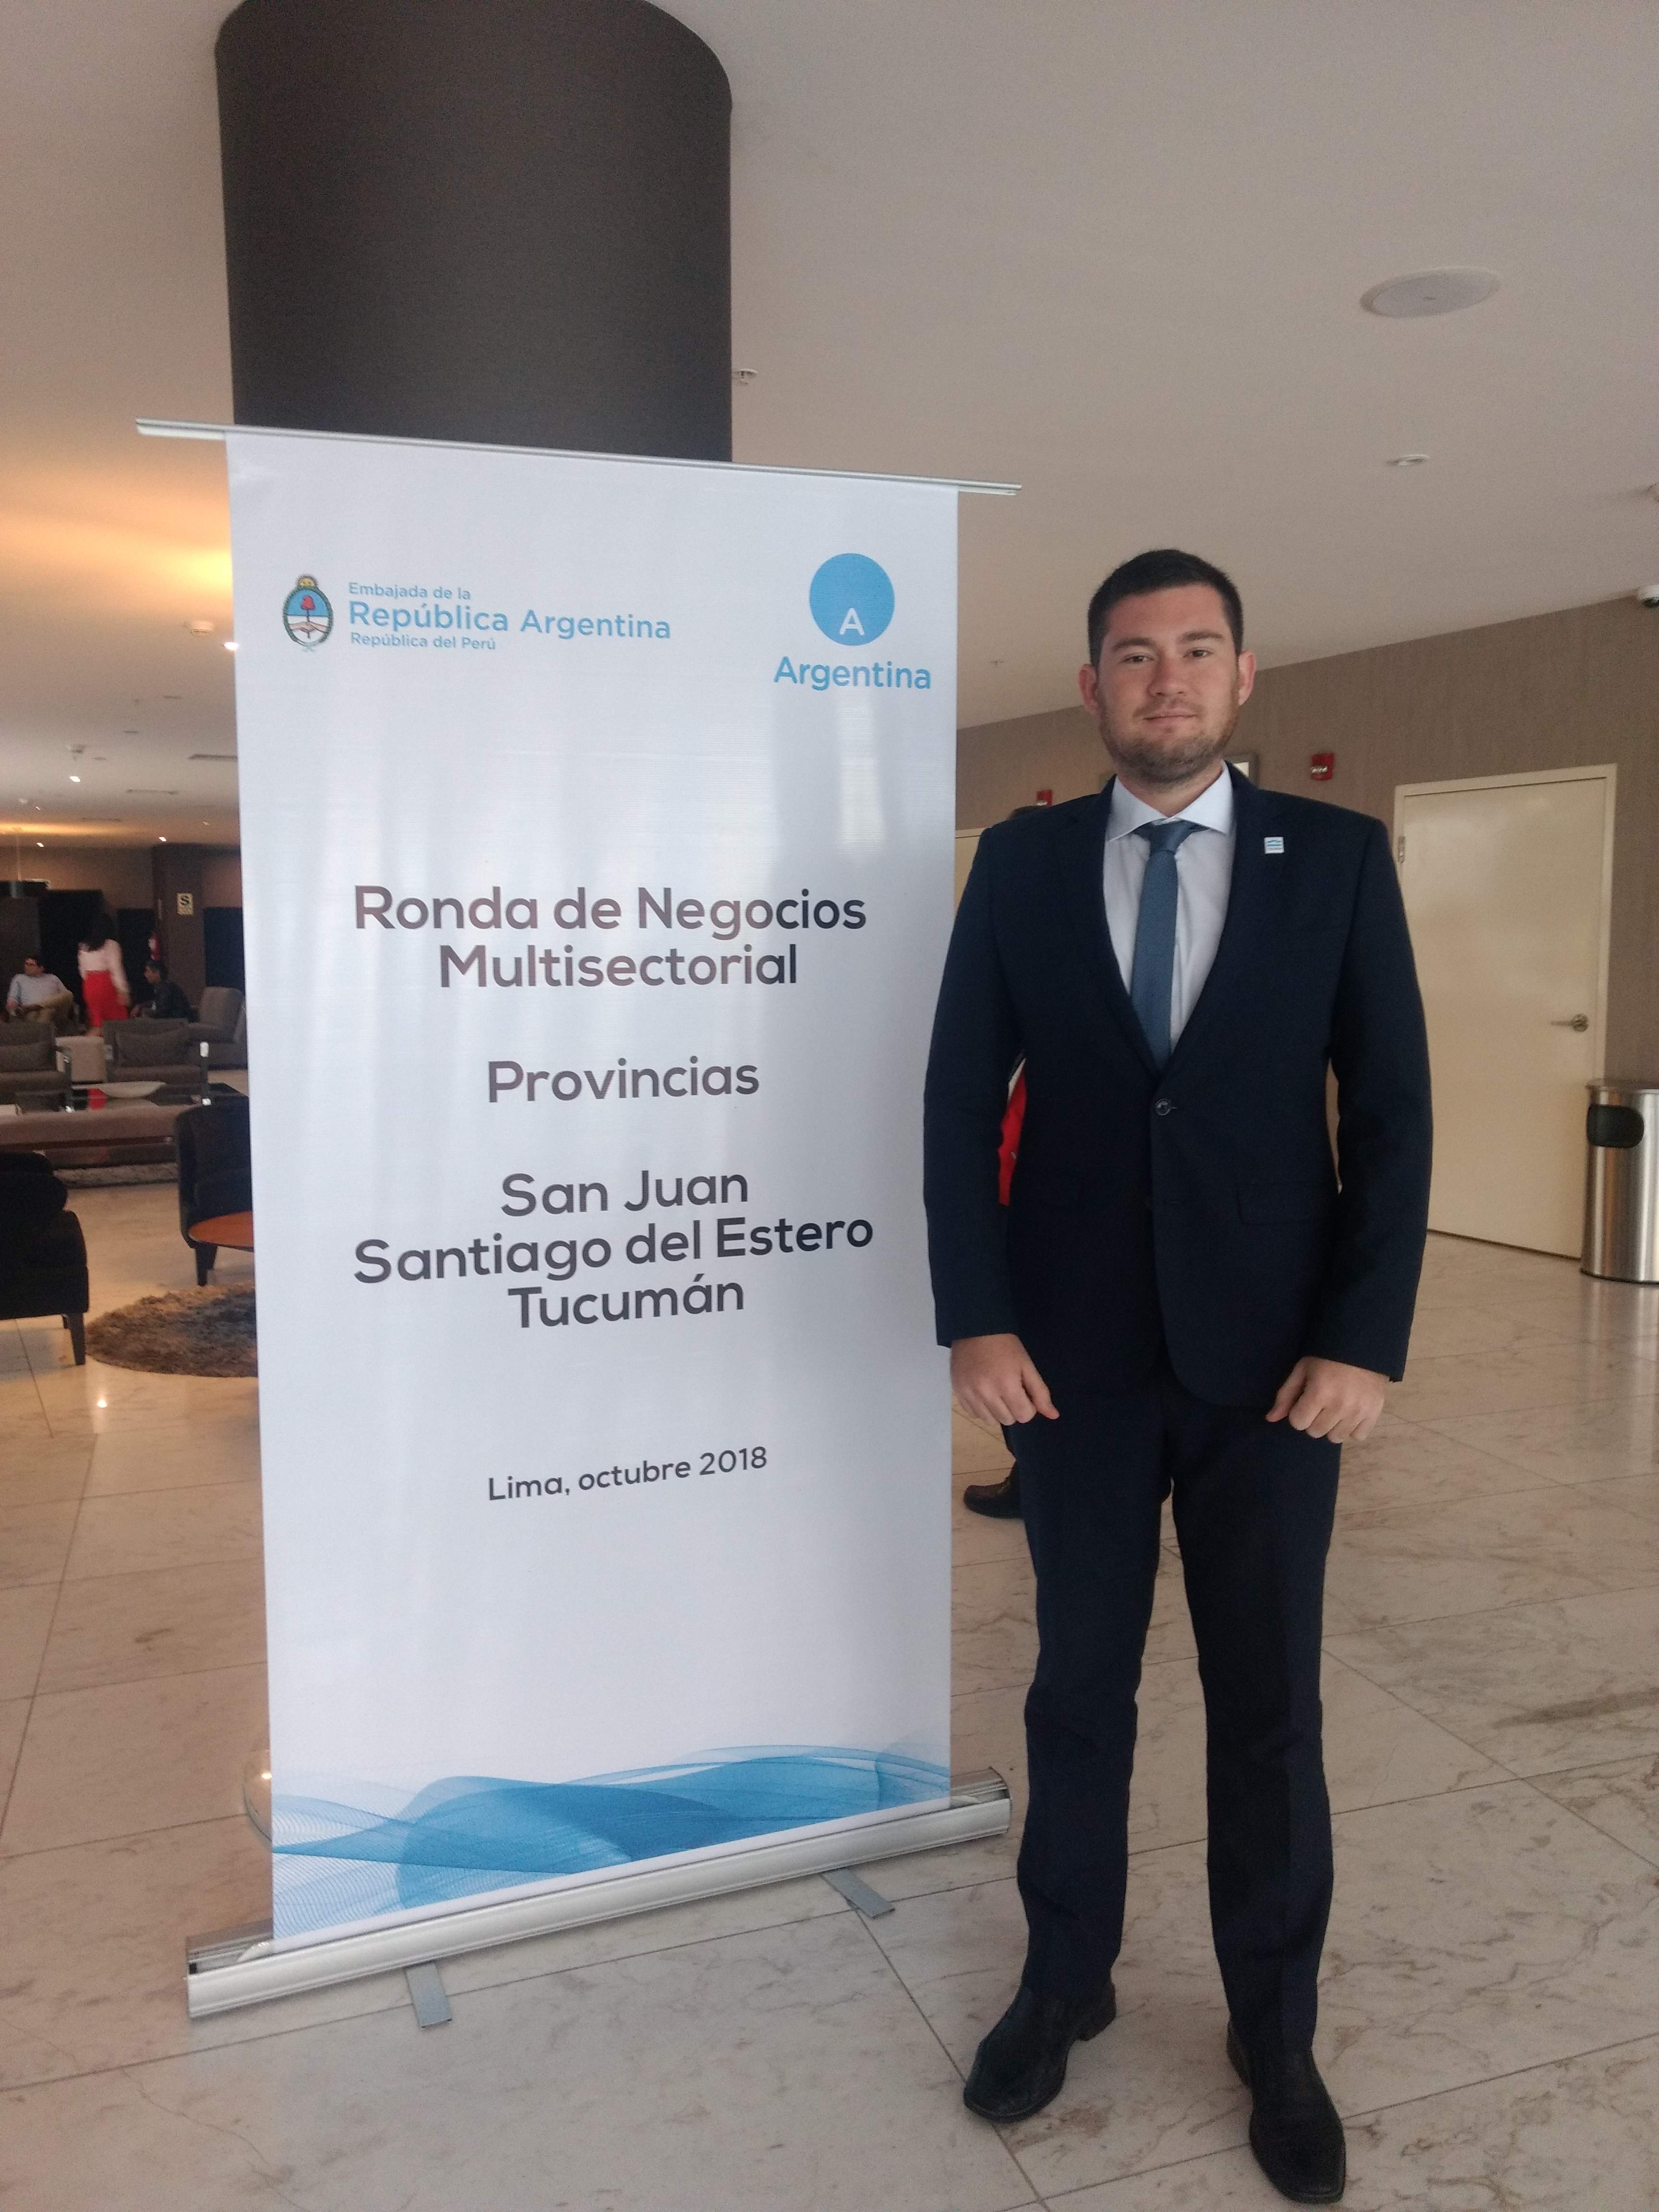 Embajada de la
República Argentina
República del Perú
A
Argentina
Ronda de Negocios
Multisectorial
Provincias
San Juan
Santiago del Estero
Tucumán
Lima, octubre 2018
S